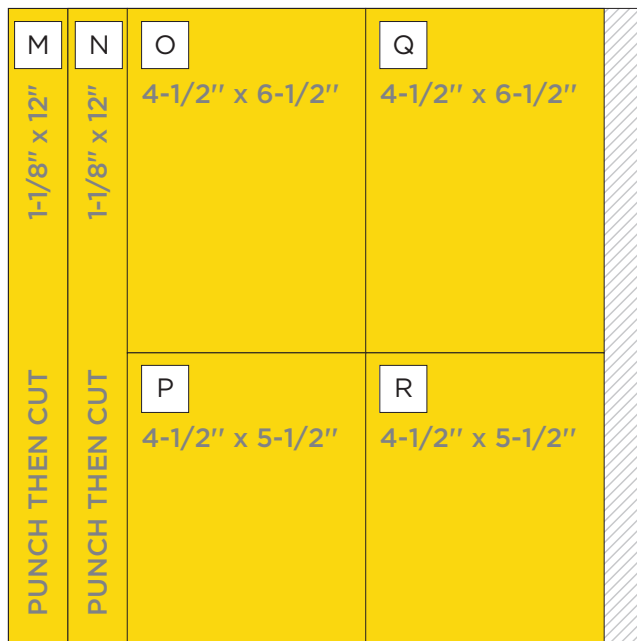 M
1-1/8" x 12"
PUNCH THEN CUT
N
1-1/8" x 12"
PUNCH THEN CUT
O
4-1/2" x 6-1/2"
Q
4-1/2" x 6-1/2"
P
4-1/2" x 5-1/2"
R
4-1/2" x 5-1/2"